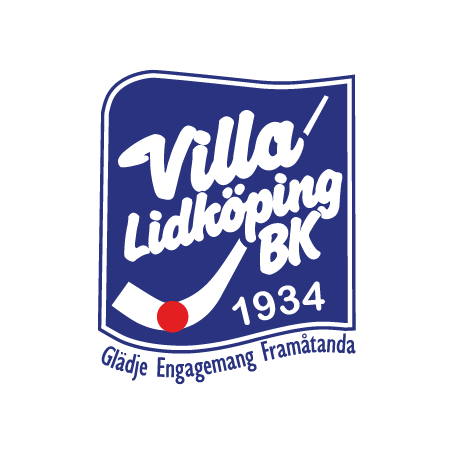 Villa
Lidköping
BK
1934
Glädje Engagemang Framåtanda